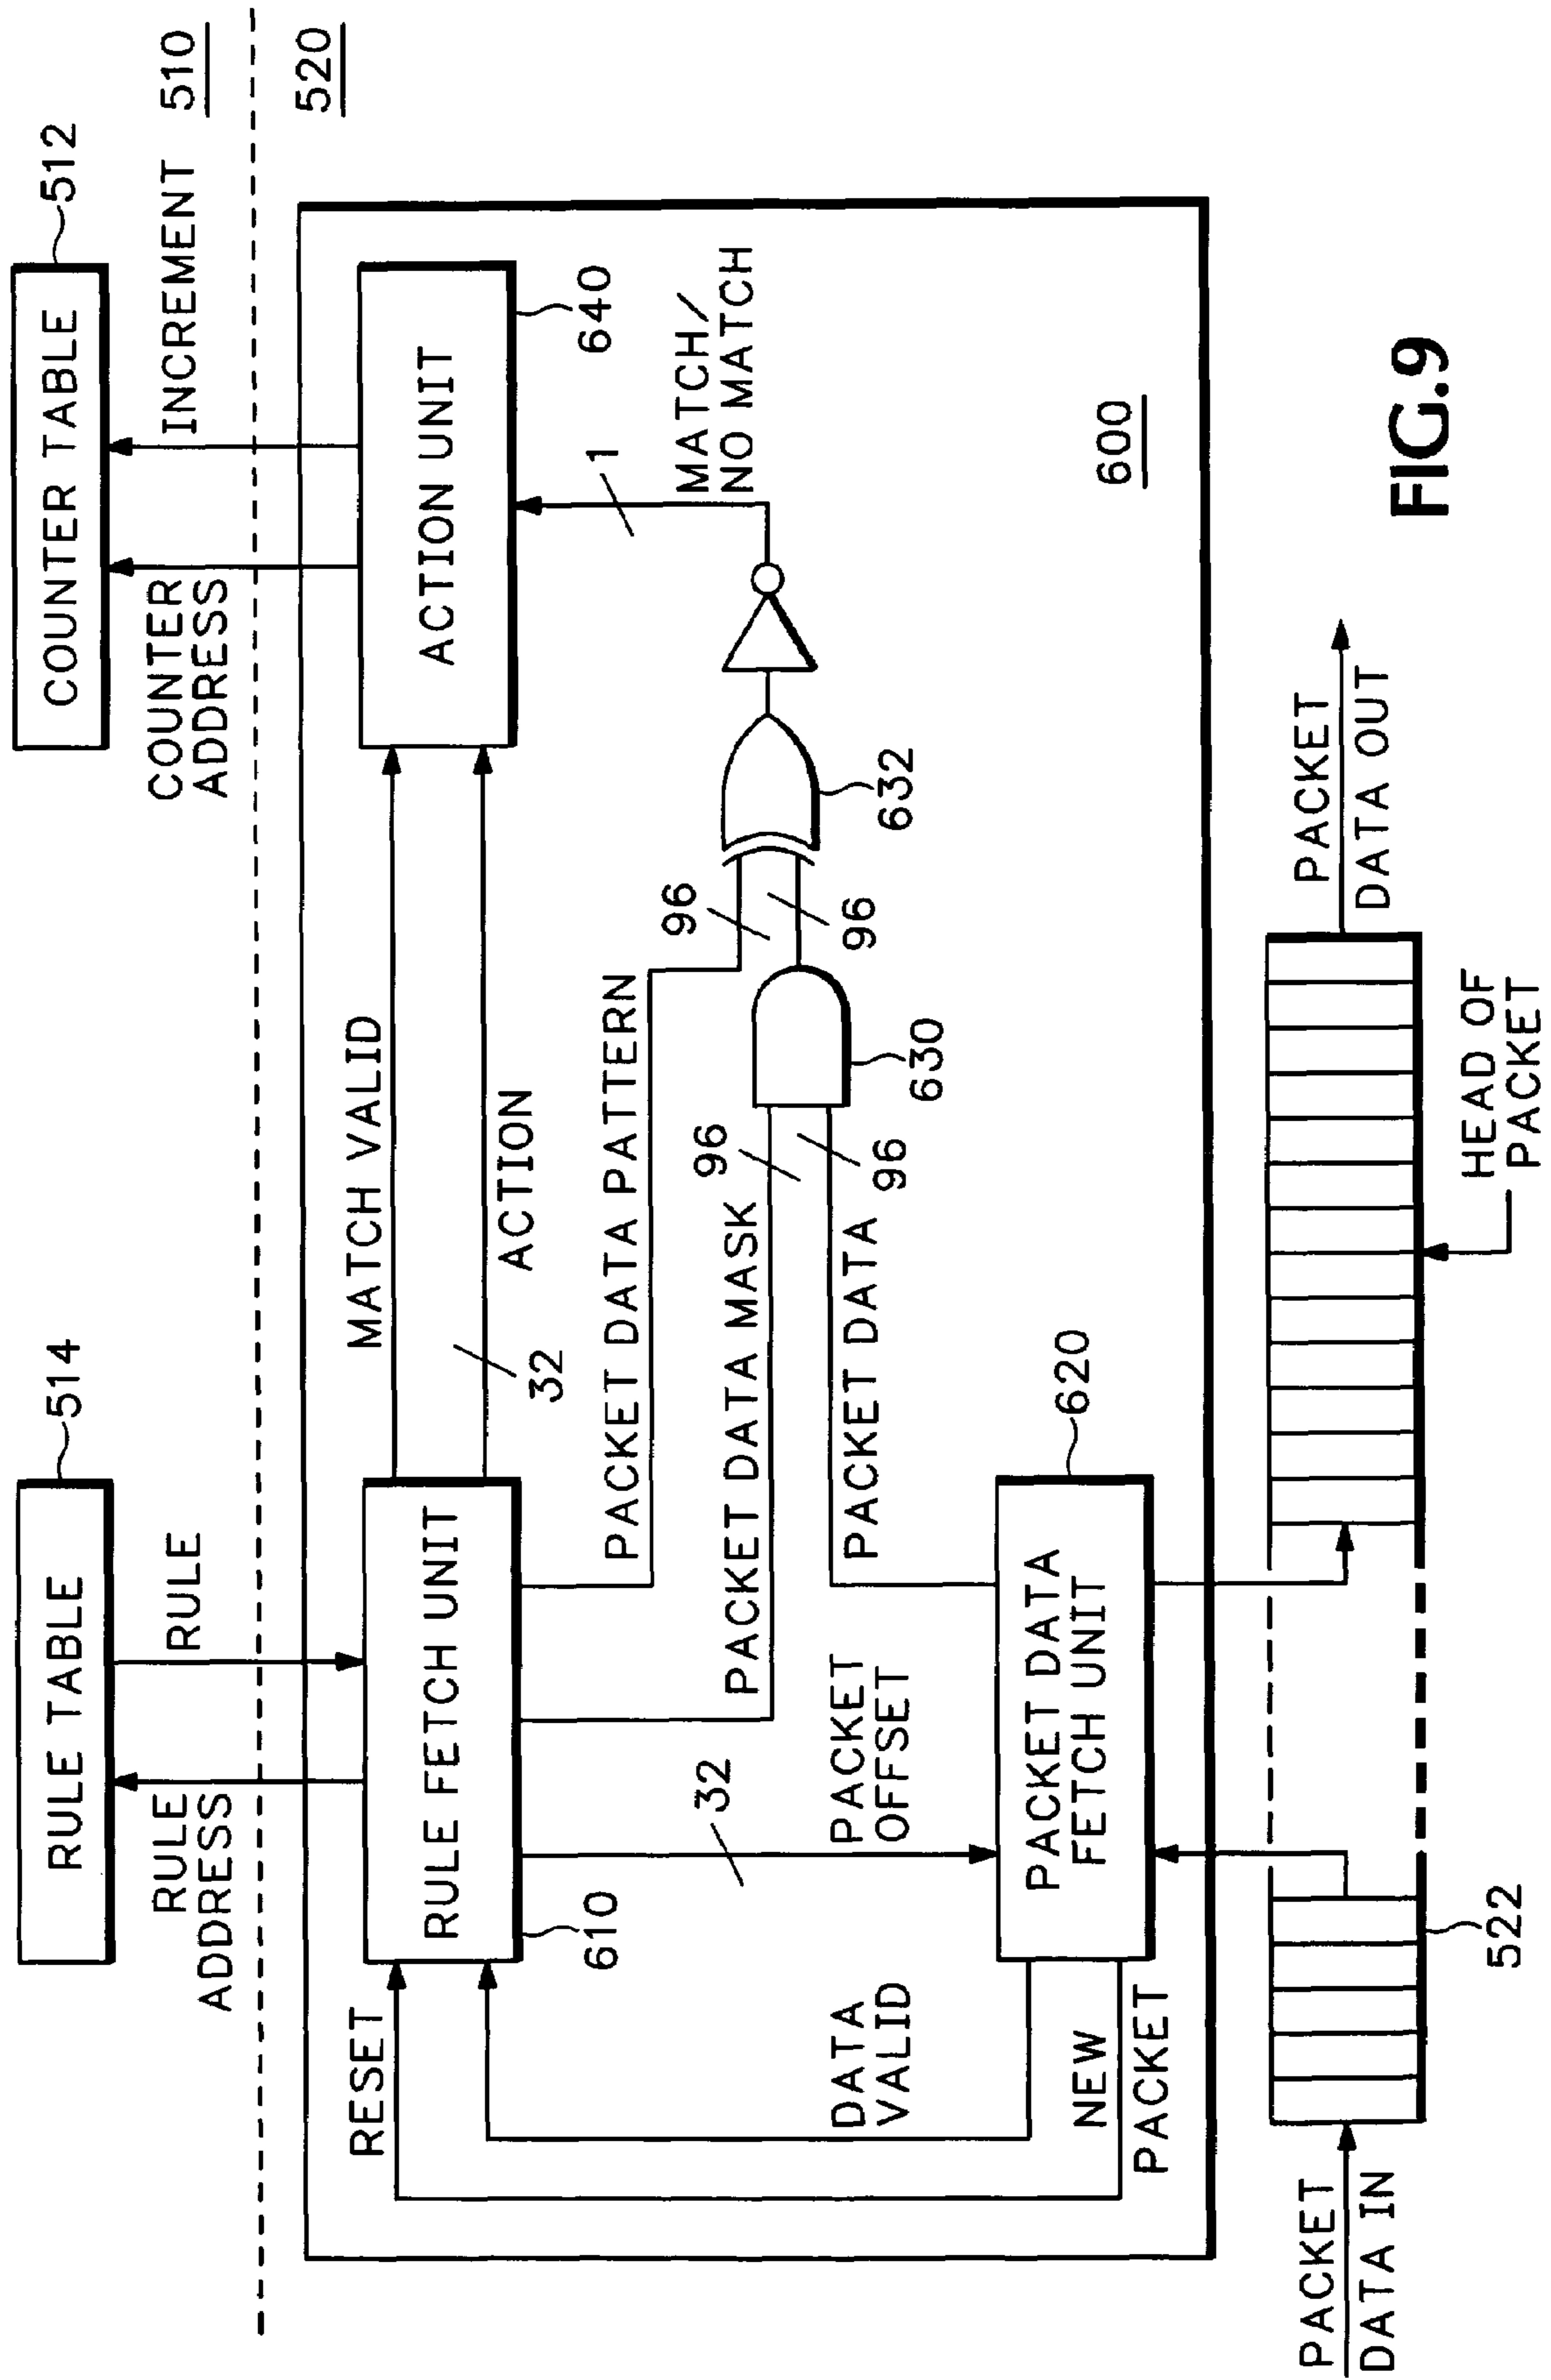 RULE TABLE
514
COUNTER TABLE
512
RULE
ADDRESS
RULE
COUNTER
ADDRESS
INCREMENT
510
520
RESET
RULE FETCH UNIT
610
MATCH VALID
32
ACTION
ACTION UNIT
640
PACKET DATA PATTERN
96
1
MATCH/
NO MATCH
32
PACKET DATA MASK
96
96
632
DATA
VALID
PACKET
OFFSET
PACKET DATA
96
630
NEW
PACKET
PACKET DATA
FETCH UNIT
620
600
PACKET
DATA IN
522
HEAD OF
PACKET
PACKET
DATA OUT
FIG.9